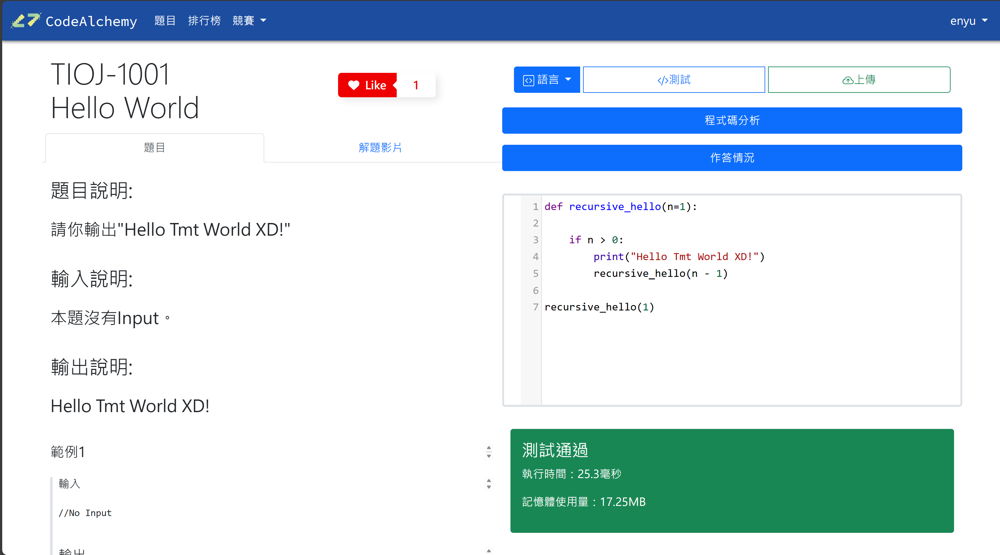 CodeAlchemy 題目 排行榜 競賽 enyu
TIOJ-1001
Hello World
Like 1
題目 解題影片
題目說明:
請你輸出"Hello Tmt World XD!"
輸入說明:
本題沒有Input。
輸出說明:
Hello Tmt World XD!
範例1
輸入
//No Input
輸出
語言 </>測試 上傳
程式碼分析
作答情況
1 def recursive_hello(n=1):
2
3     if n > 0:
4         print("Hello Tmt World XD!")
5         recursive_hello(n - 1)
6
7 recursive_hello(1)
測試通過
執行時間：25.3毫秒
記憶體使用量：17.25MB